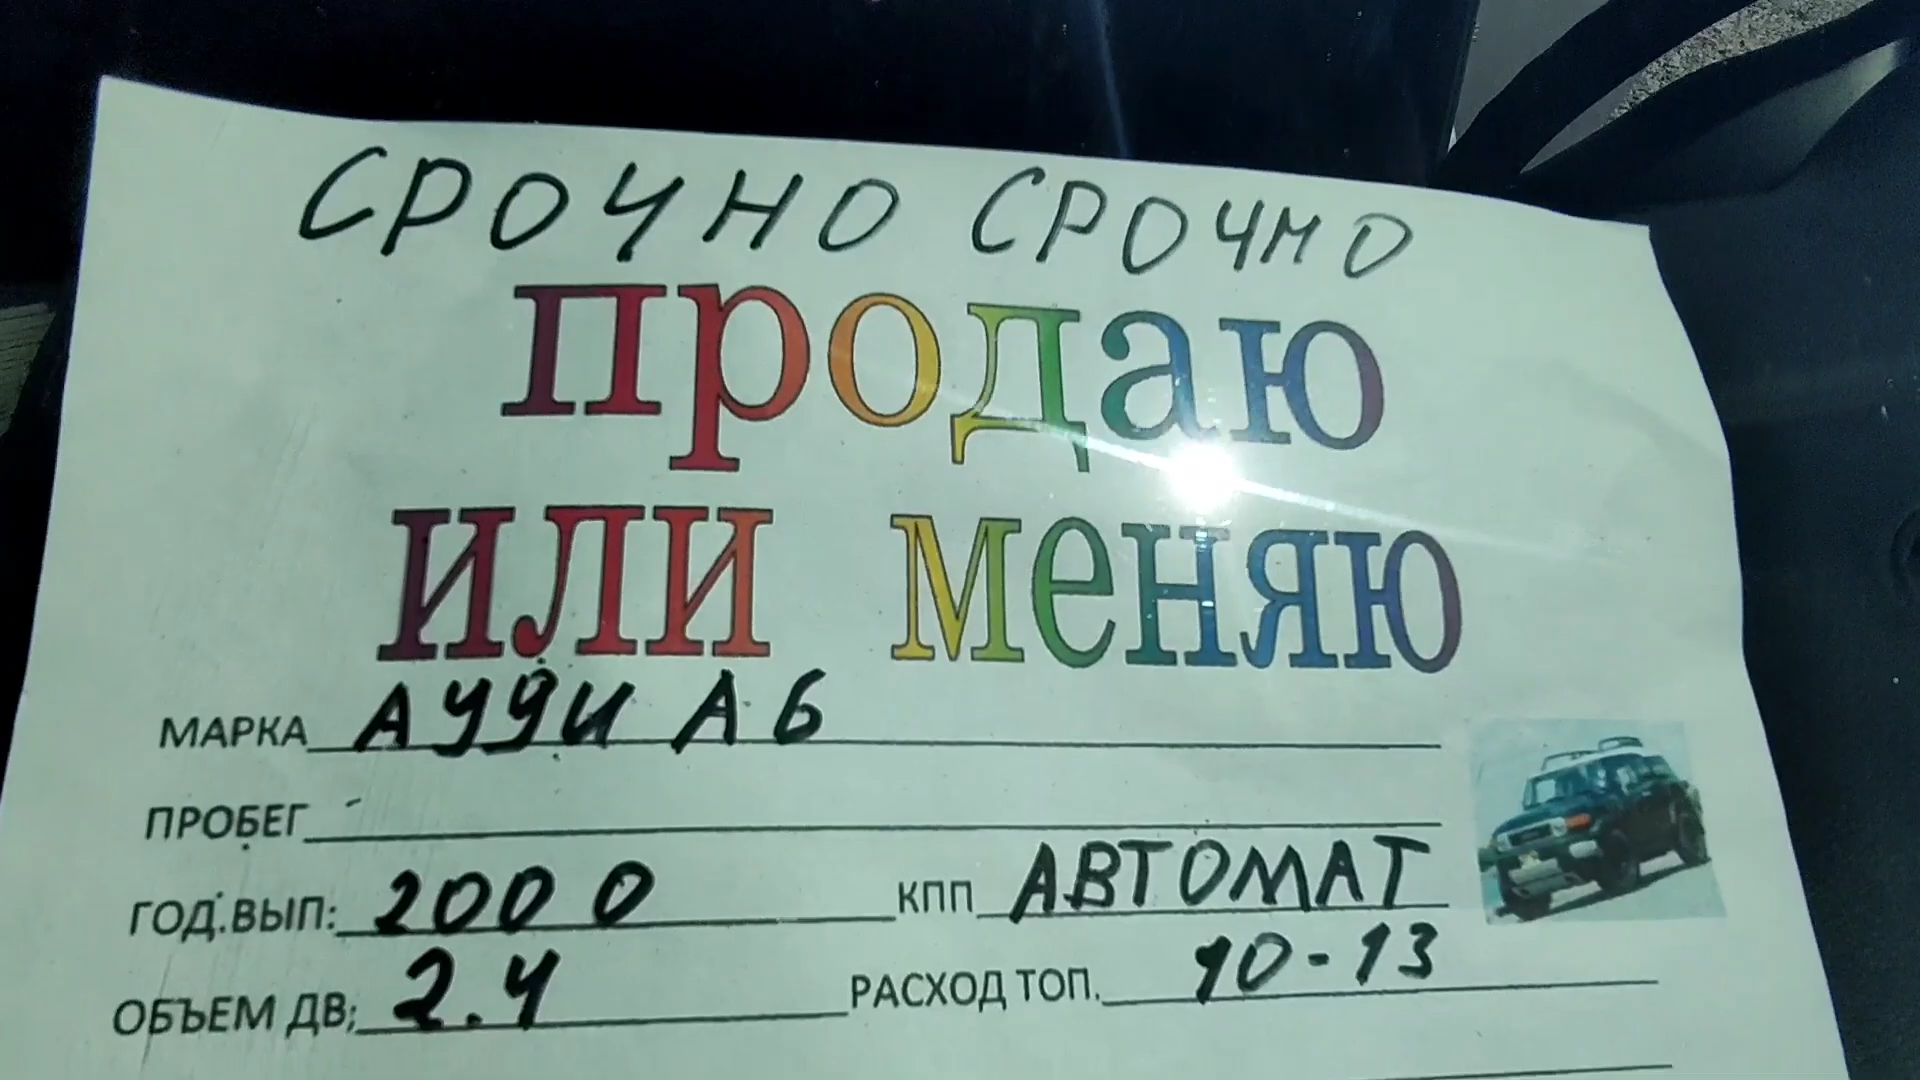 СРОЧНО СРОЧНО
продаю
или меняю
МАРКА АУДИ А6
ПРОБЕГ
ГОД.ВЫП: 2000 КПП АВТОМАТ
ОБЪЕМ ДВ; 2.4 РАСХОД ТОП. 10-13